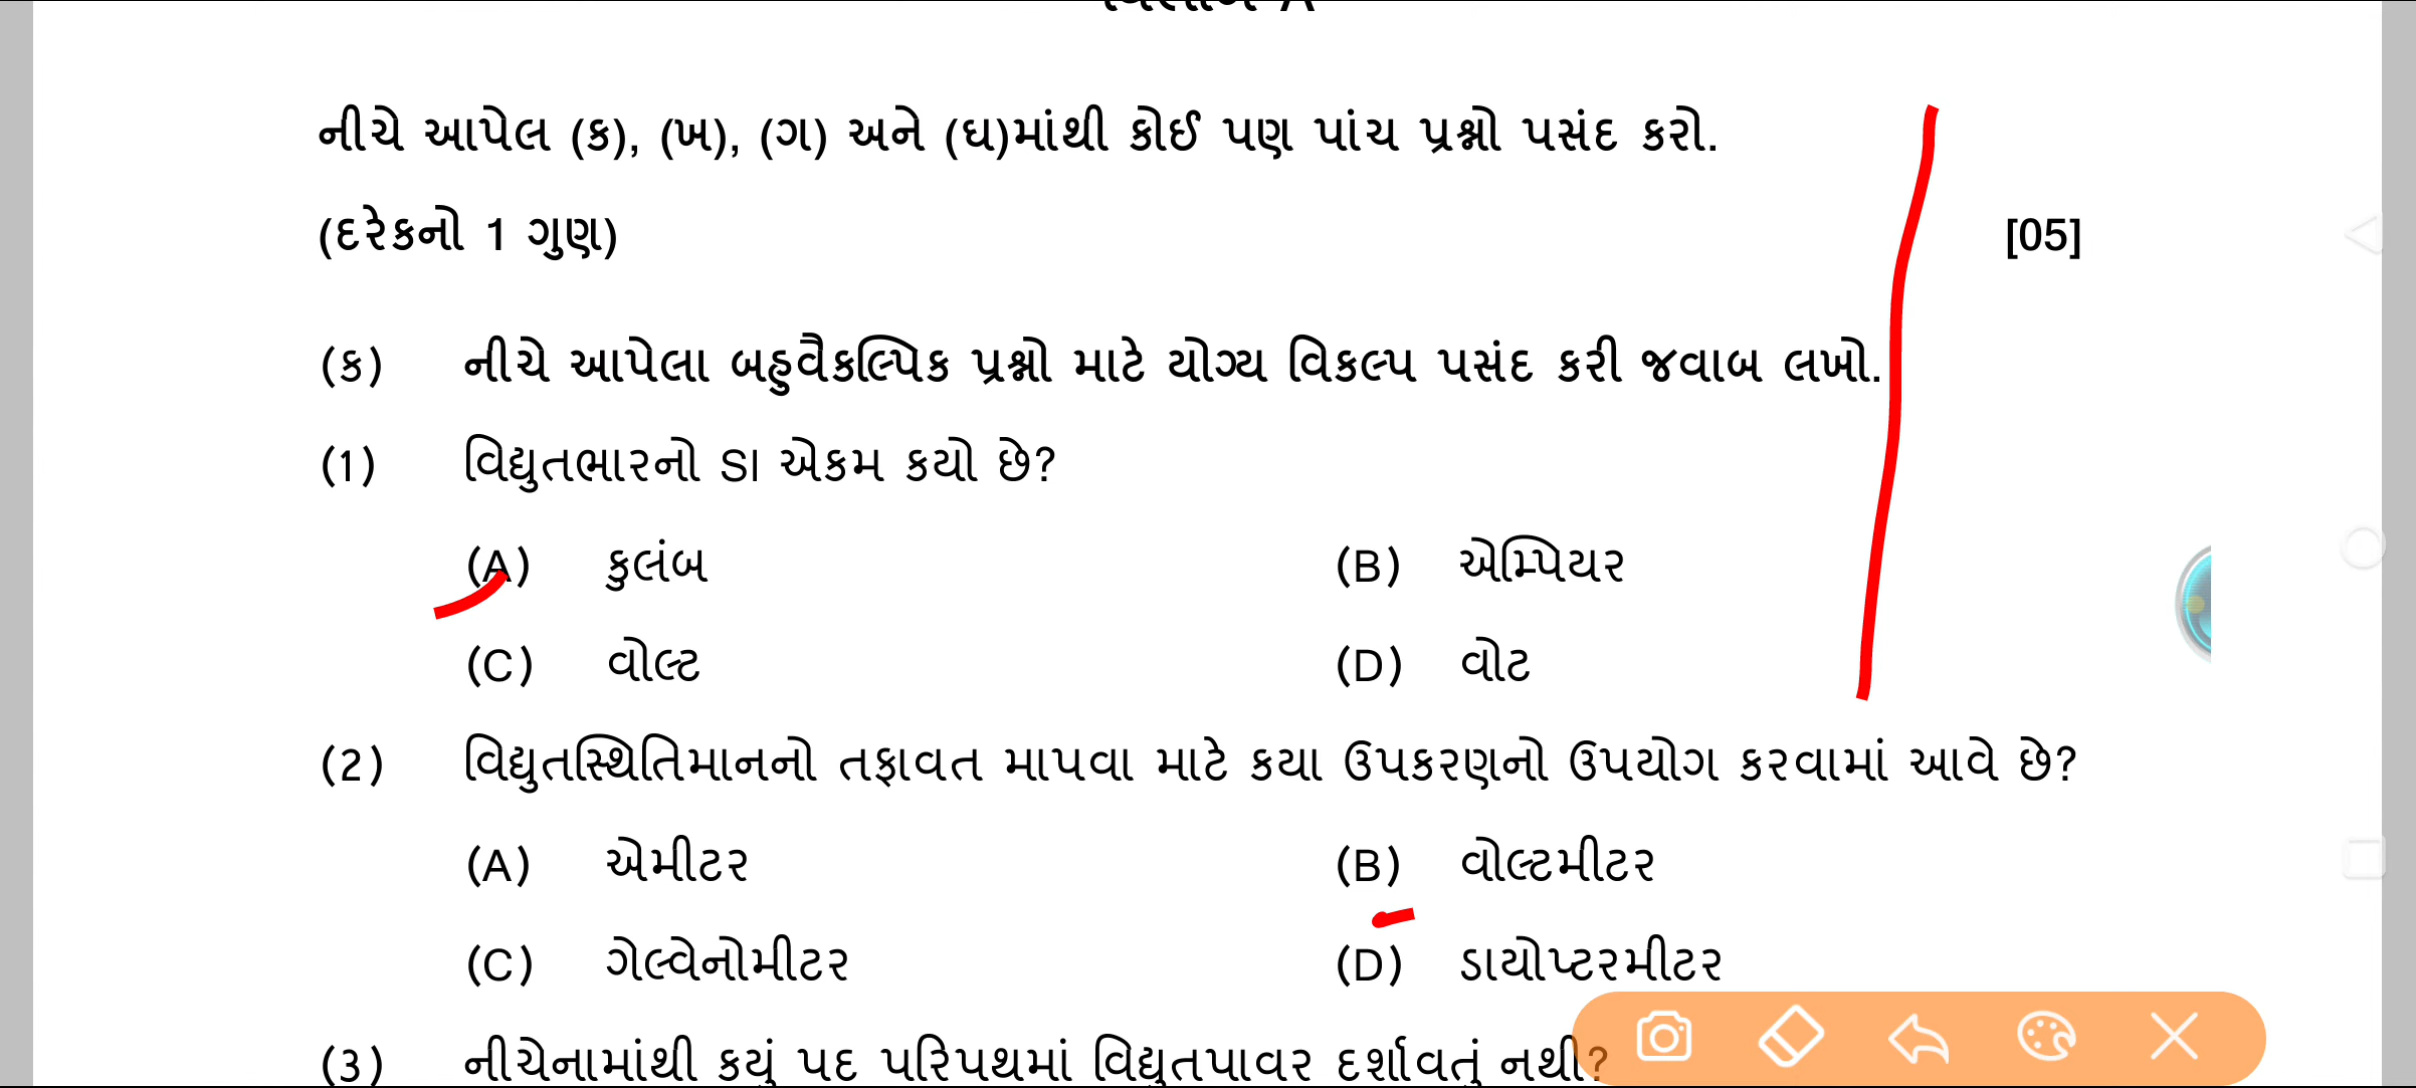 નીચે આપેલ (ક), (ખ), (ગ) અને (ઘ)માંથી કોઈ પણ પાંચ પ્રશ્નો પસંદ કરો.
(દરેકનો 1 ગુણ) [05]
(ક) નીચે આપેલા બહુવૈકલ્પિક પ્રશ્નો માટે યોગ્ય વિકલ્પ પસંદ કરી જવાબ લખો.
(1) વિદ્યુતભારનો SI એકમ કયો છે?
(A) કુલંબ (B) એમ્પિયર
(C) વોલ્ટ (D) વોટ
(2) વિદ્યુતસ્થિતિમાનનો તફાવત માપવા માટે કયા ઉપકરણનો ઉપયોગ કરવામાં આવે છે?
(A) એમીટર (B) વોલ્ટમીટર
(C) ગેલ્વેનોમીટર (D) ડાયોપ્ટરમીટર
(3) નીચેનામાંથી કયું પદ પરિપથમાં વિદ્યુતપાવર દર્શાવતું નથી?